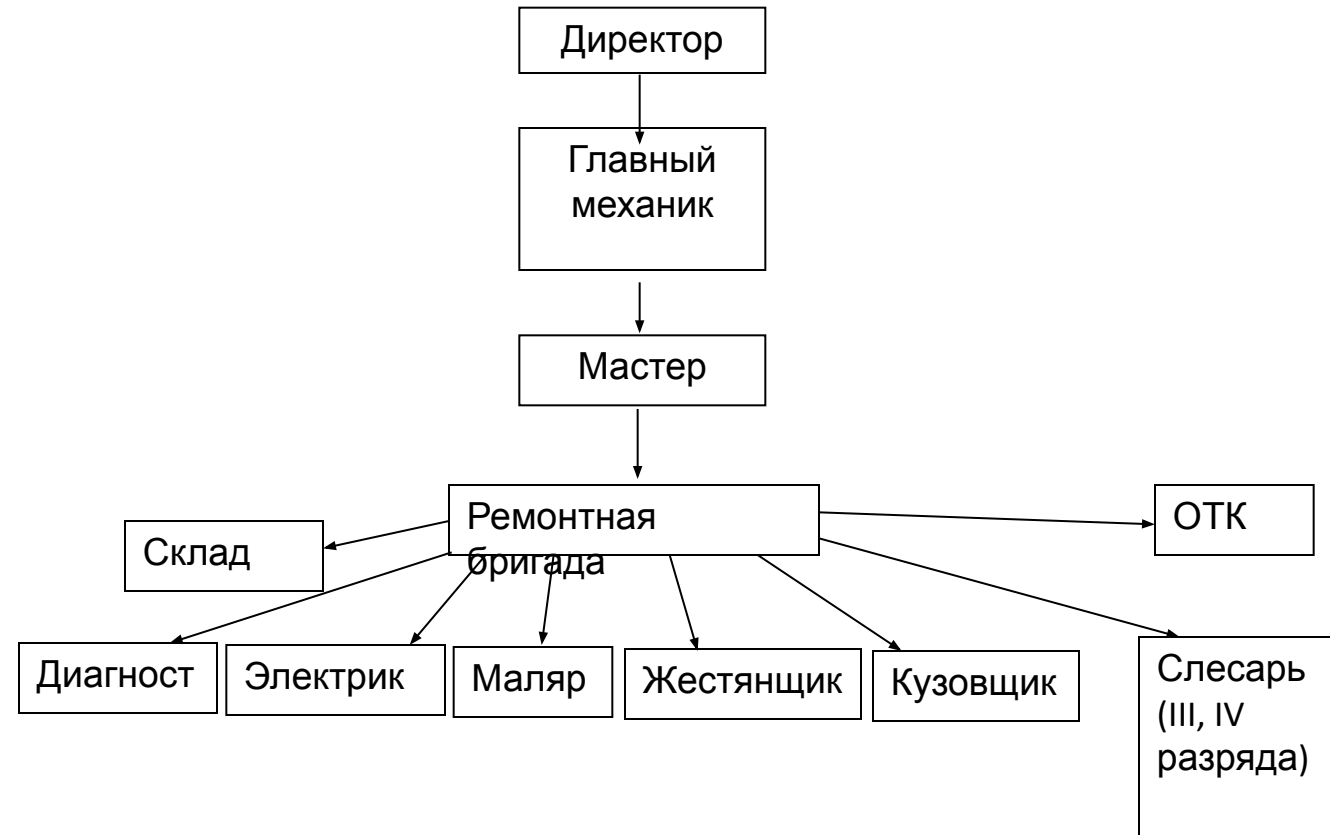 Директор
Главный
механик
Мастер
Ремонтная
бригада
ОТК
Склад
Диагност
Электрик
Маляр
Жестянщик
Кузовщик
Слесарь
(III, IV
разряда)